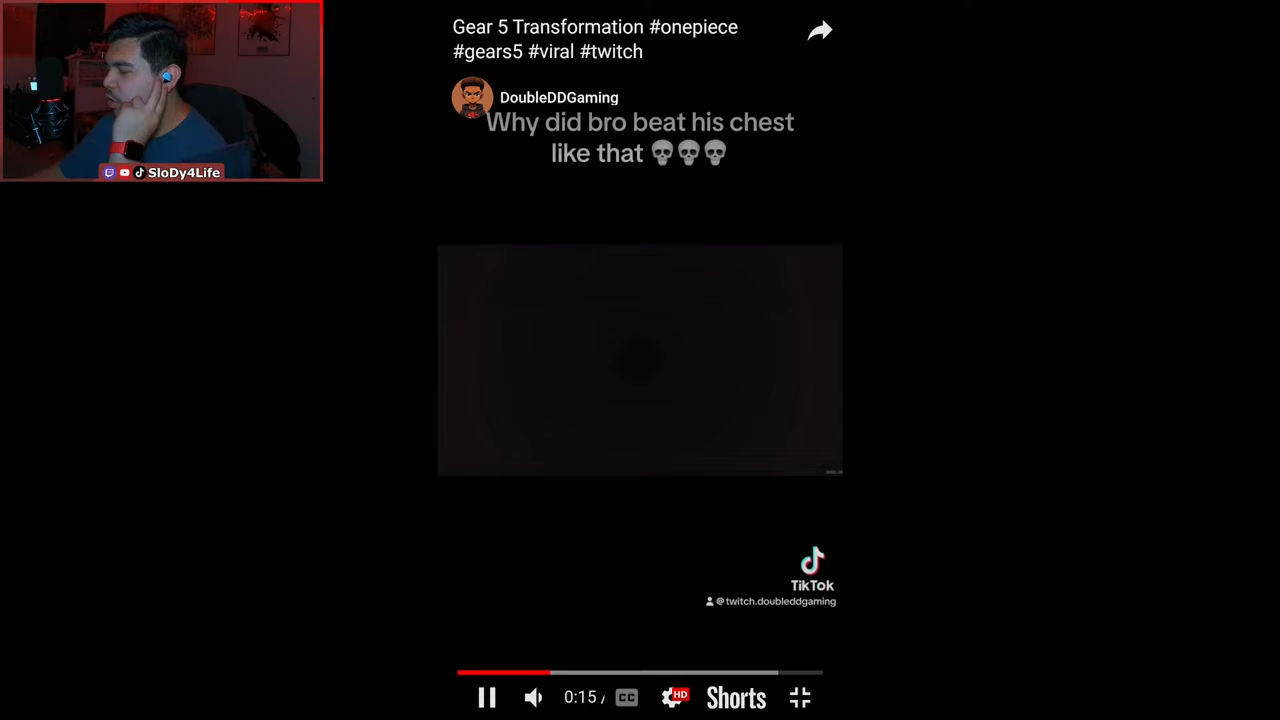 Gear 5 Transformation #onepiece
#gears5 #viral #twitch
DoubleDDGaming
Why did bro beat his chest
like that 💀💀💀
SloDy4Life
TikTok
@twitch.doubleddgaming
0:15 /
CC
HD
Shorts